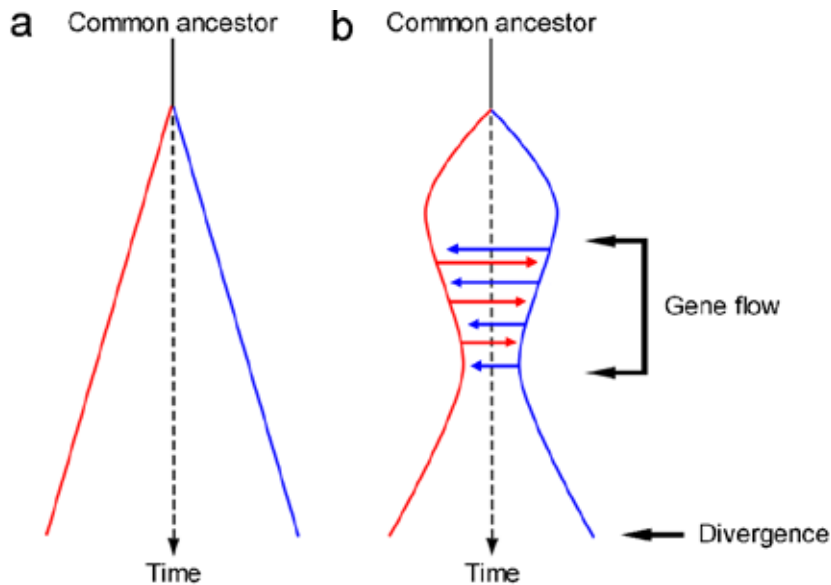 a
Common ancestor
Time
b
Common ancestor
Gene flow
Divergence
Time